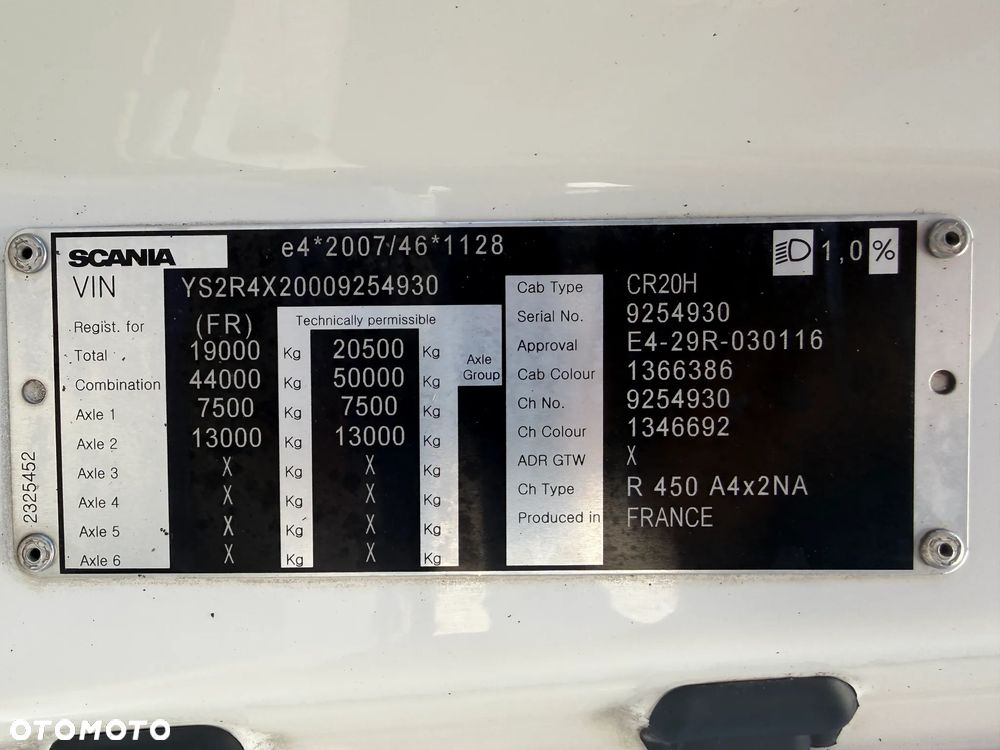 SCANIA e4*2007/46*1128 1,0 %
VIN YS2R4X20009254930
Regist. for (FR) Technically permissible
Total 19000 Kg 20500 Kg Axle Group
Combination 44000 Kg 50000 Kg
Axle 1 7500 Kg 7500 Kg
Axle 2 13000 Kg 13000 Kg
Axle 3 X Kg X Kg
Axle 4 X Kg X Kg
Axle 5 X Kg X Kg
Axle 6 X Kg X Kg
Cab Type CR20H
Serial No. 9254930
Approval E4-29R-030116
Cab Colour 1366386
Ch No. 9254930
Ch Colour 1346692
ADR GTW X
Ch Type R 450 A4x2NA
Produced in FRANCE
2325452
OTOMOTO